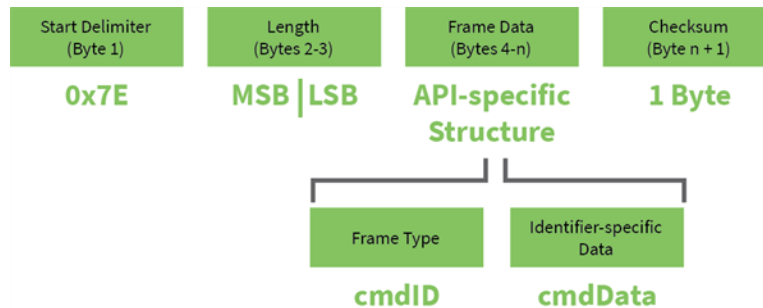 Start Delimiter
(Byte 1)
Length
(Bytes 2-3)
Frame Data
(Bytes 4-n)
Checksum
(Byte n + 1)
0x7E
MSB | LSB
API-specific
Structure
1 Byte
Frame Type
Identifier-specific
Data
cmdID
cmdData